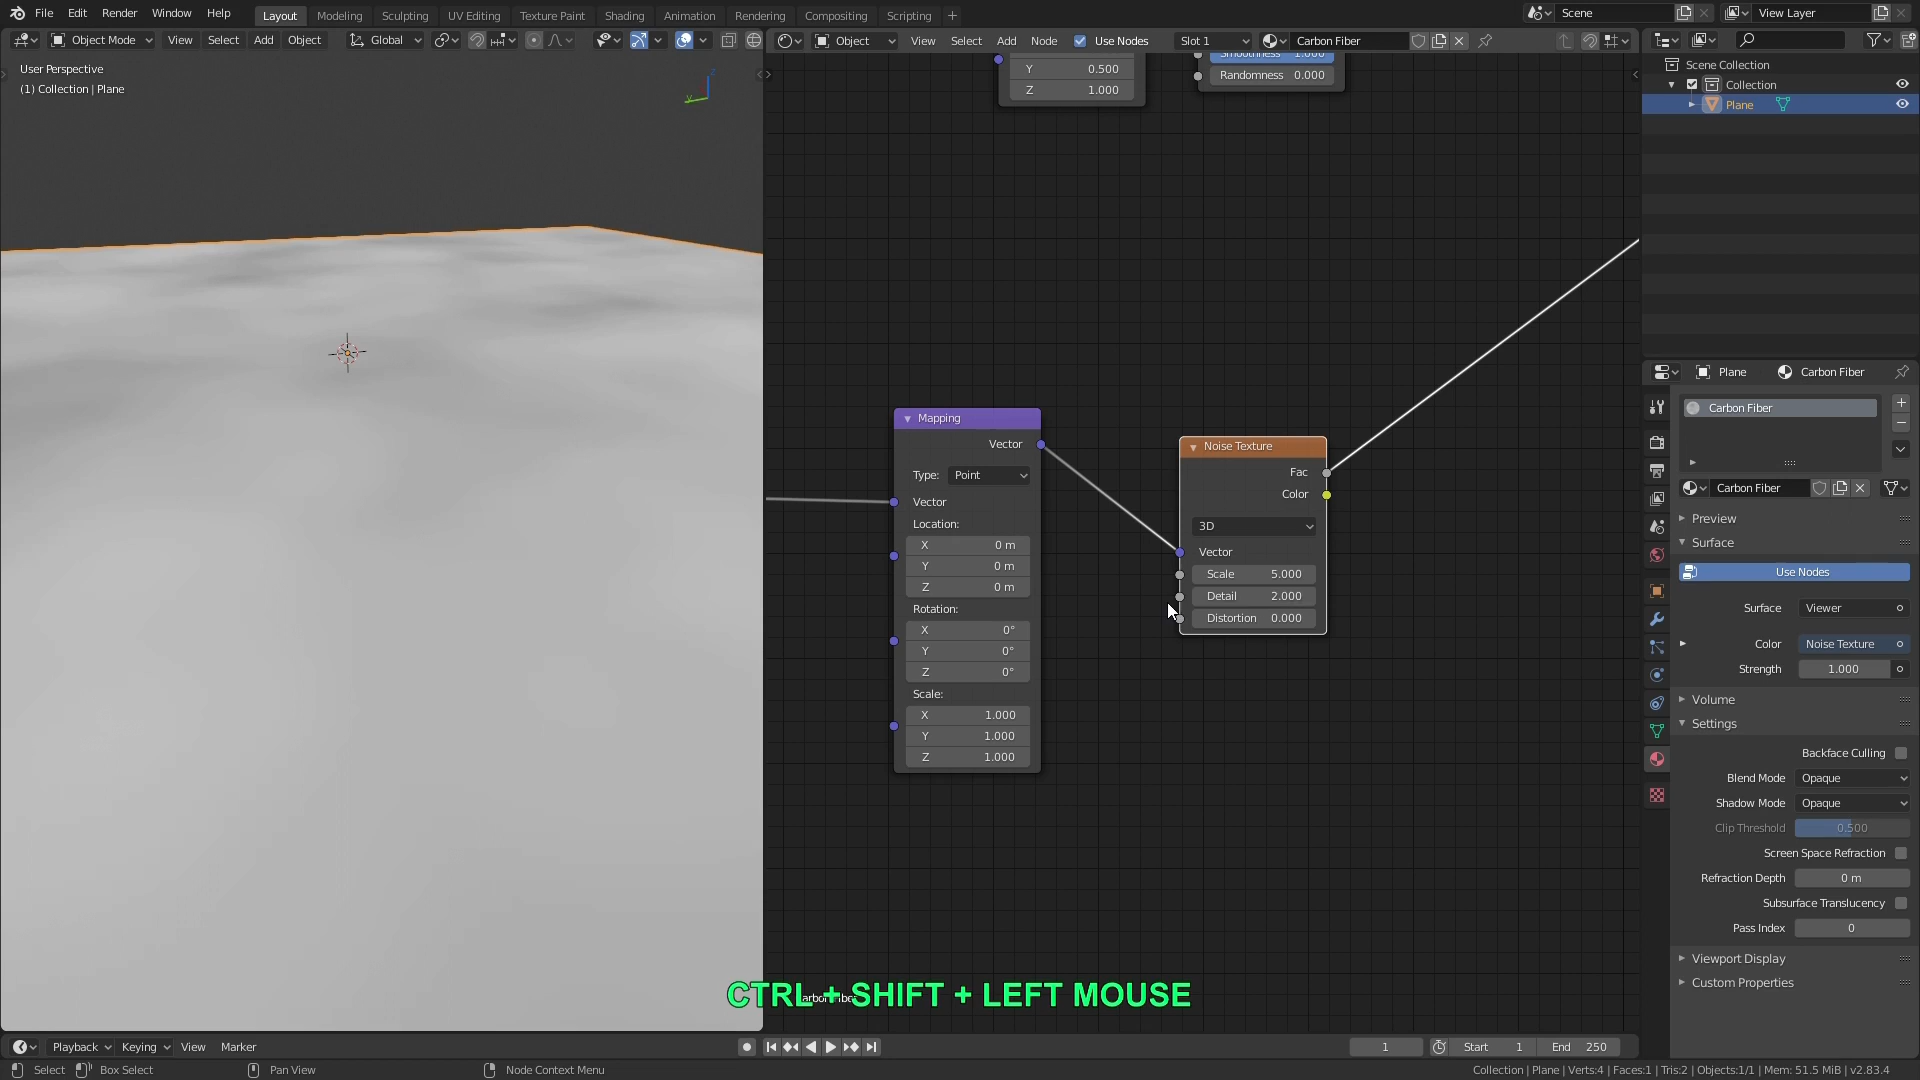 File Edit Render Window Help Layout Modeling Sculpting UV Editing Texture Paint Shading Animation Rendering Compositing Scripting + Scene View Layer
Object Mode View Select Add Object Global Object View Select Add Node Use Nodes Slot 1 Carbon Fiber
User Perspective
(1) Collection | Plane
Y 0.500
Z 1.000
Smoothness 1.000
Randomness 0.000
Scene Collection
Collection
Plane
Mapping
Vector
Type: Point
Vector
Location:
X 0 m
Y 0 m
Z 0 m
Rotation:
X 0°
Y 0°
Z 0°
Scale:
X 1.000
Y 1.000
Z 1.000
Noise Texture
Fac
Color
3D
Vector
Scale 5.000
Detail 2.000
Distortion 0.000
Plane Carbon Fiber
Carbon Fiber
Carbon Fiber
Preview
Surface
Use Nodes
Surface Viewer
Color Noise Texture
Strength 1.000
Volume
Settings
Backface Culling
Blend Mode Opaque
Shadow Mode Opaque
Clip Threshold 0.500
Screen Space Refraction
Refraction Depth 0 m
Subsurface Translucency
Pass Index 0
Viewport Display
Custom Properties
CTRL + SHIFT + LEFT MOUSE
Playback Keying View Marker 1 Start 1 End 250
Select Box Select Pan View Node Context Menu Collection | Plane | Verts:4 | Faces:1 | Tris:2 | Objects:1/1 | Mem: 51.5 MiB | v2.83.4